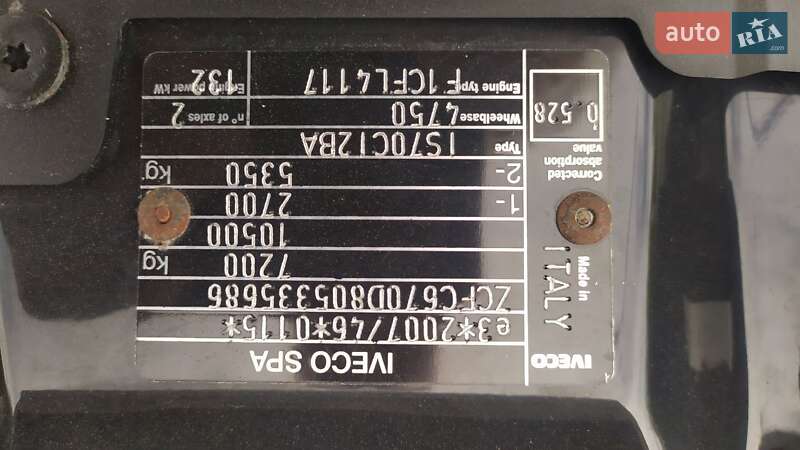 IVECO SPA
e3*2007/46*0115*
ZCFC670D805335686
7200 kg
10500
1- 2700
2- 5350 kg
Type IS70CI2BA
Wheelbase 4750 n° of axles 2
Engine type F1CFL4117 Engine power kW 132
IVECO
Made in
ITALY
Corrected
absorption
value
0.528
auto RIA
.com